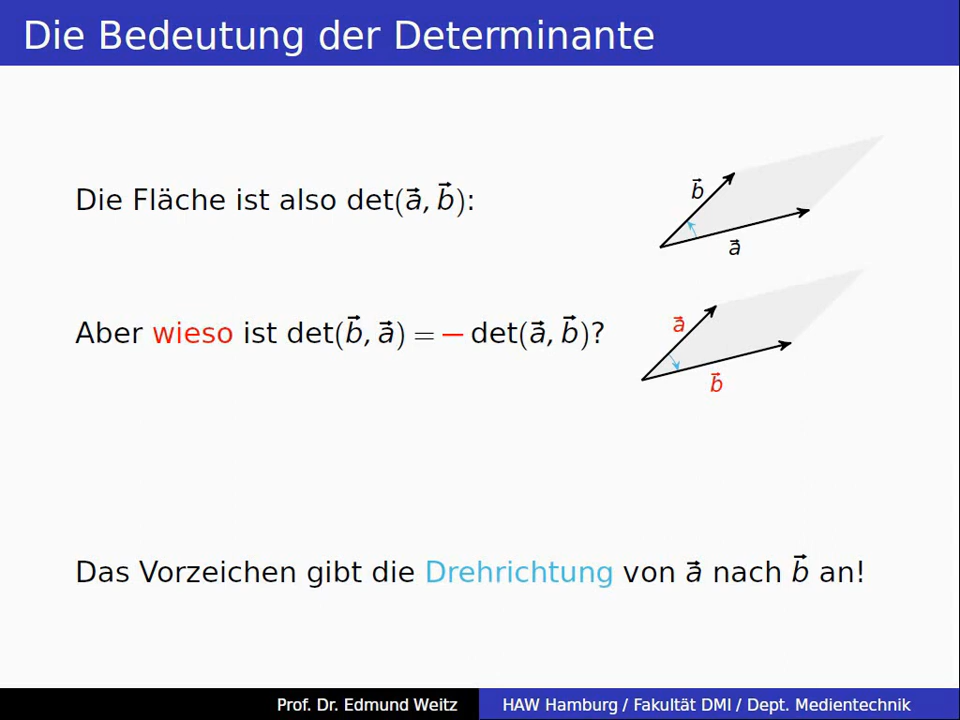 Die Bedeutung der Determinante
Die Fläche ist also det(a⃗, b⃗):
b⃗
a⃗
Aber wieso ist det(b⃗, a⃗) = − det(a⃗, b⃗)?
a⃗
b⃗
Das Vorzeichen gibt die Drehrichtung von a⃗ nach b⃗ an!
Prof. Dr. Edmund Weitz
HAW Hamburg / Fakultät DMI / Dept. Medientechnik